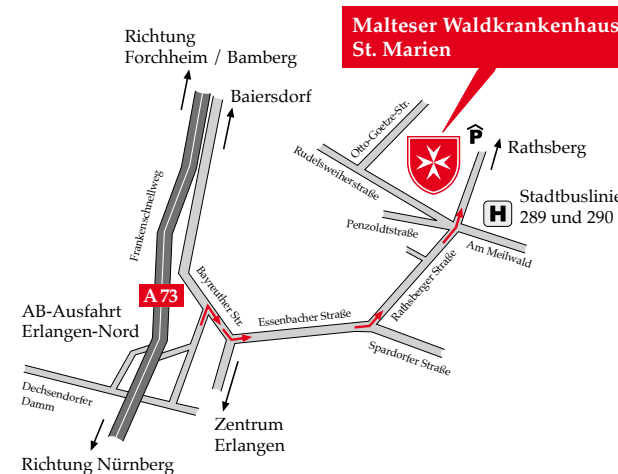 Malteser Waldkrankenhaus
St. Marien
Richtung
Forchheim / Bamberg
Baiersdorf
Otto-Goetze-Str.
P
Rathsberg
Rudelsweiherstraße
Frankenschnellweg
H
Stadtbuslinie
289 und 290
Penzoldtstraße
Am Meilwald
Rathsberger Straße
Bayreuther Str.
A 73
AB-Ausfahrt
Erlangen-Nord
Essenbacher Straße
Spardorfer Straße
Dechsendorfer
Damm
Zentrum
Erlangen
Richtung Nürnberg